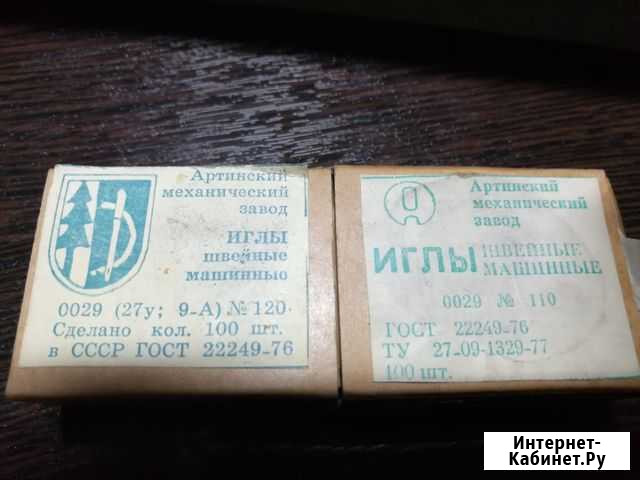 Артинский
механический
завод
ИГЛЫ
швейные
машинные
0029 (27у; 9-А) № 120
Сделано кол. 100 шт.
в СССР ГОСТ 22249-76
Артинский
механический
завод
ИГЛЫ ШВЕЙНЫЕ
МАШИННЫЕ
0029 № 110
ГОСТ 22249-76
ТУ 27-09-1329-77
100 шт.
Интернет-
Кабинет.Ру